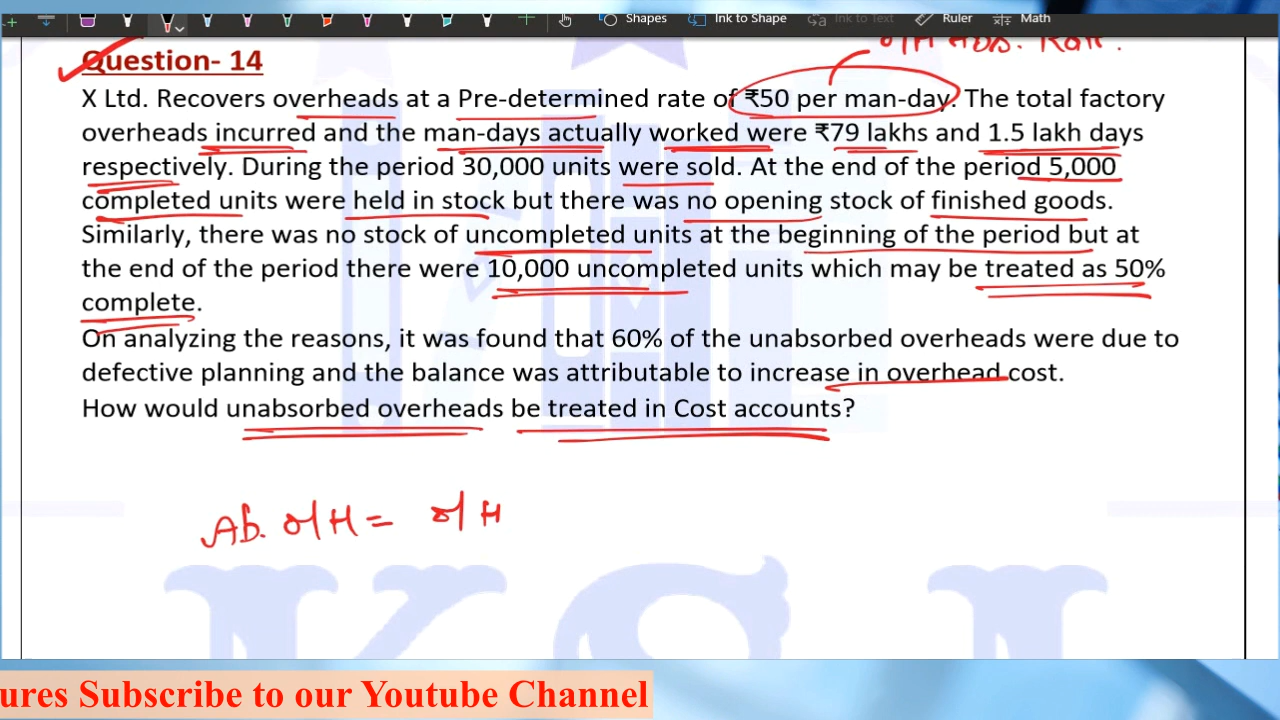 Shapes Ink to Shape Ink to Text Ruler Math
O/H Abs. Rate.
Question- 14
X Ltd. Recovers overheads at a Pre-determined rate of ₹50 per man-day. The total factory
overheads incurred and the man-days actually worked were ₹79 lakhs and 1.5 lakh days
respectively. During the period 30,000 units were sold. At the end of the period 5,000
completed units were held in stock but there was no opening stock of finished goods.
Similarly, there was no stock of uncompleted units at the beginning of the period but at
the end of the period there were 10,000 uncompleted units which may be treated as 50%
complete.
On analyzing the reasons, it was found that 60% of the unabsorbed overheads were due to
defective planning and the balance was attributable to increase in overhead cost.
How would unabsorbed overheads be treated in Cost accounts?
Ab. O/H = O/H
KSI
ures Subscribe to our Youtube Channel